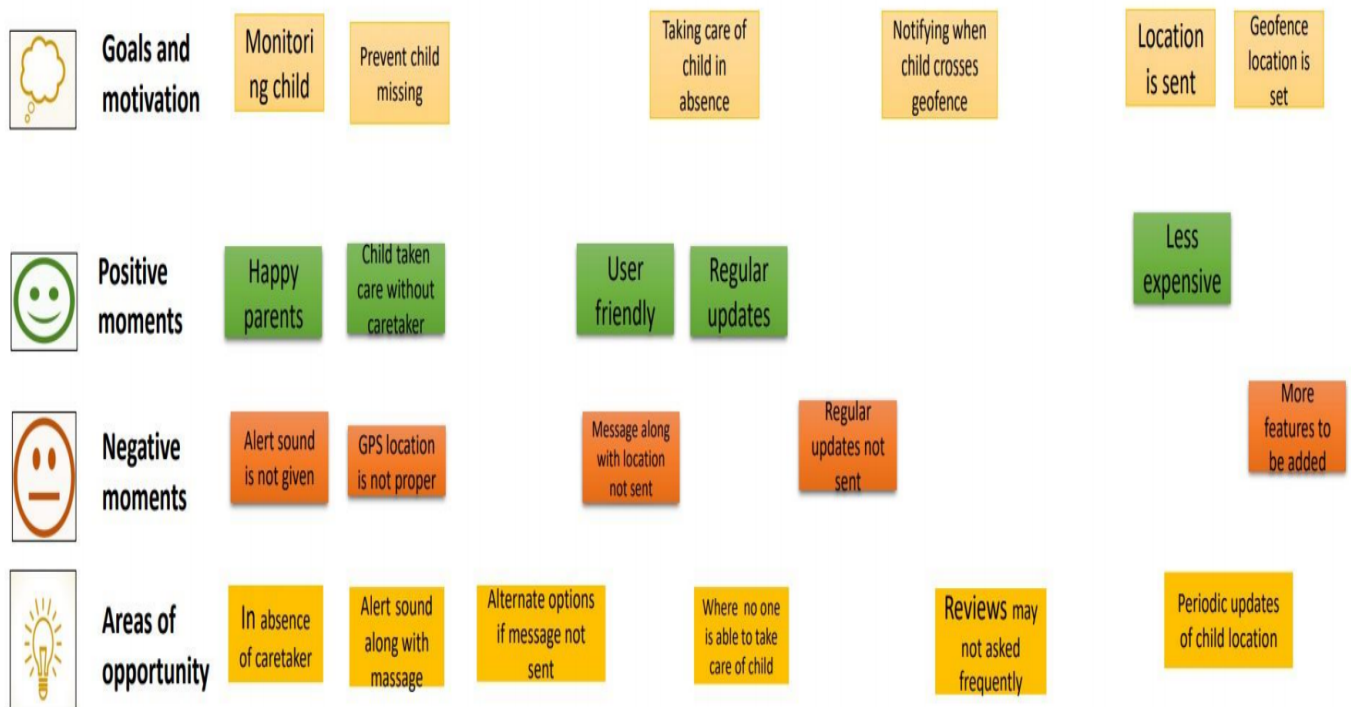 Goals and
motivation
Monitori
ng child
Prevent child
missing
Taking care of
child in
absence
Notifying when
child crosses
geofence
Location
is sent
Geofence
location is
set
Positive
moments
Happy
parents
Child taken
care without
caretaker
User
friendly
Regular
updates
Less
expensive
Negative
moments
Alert sound
is not given
GPS location
is not proper
Message along
with location
not sent
Regular
updates not
sent
More
features to
be added
Areas of
opportunity
In absence
of caretaker
Alert sound
along with
massage
Alternate options
if message not
sent
Where no one
is able to take
care of child
Reviews may
not asked
frequently
Periodic updates
of child location